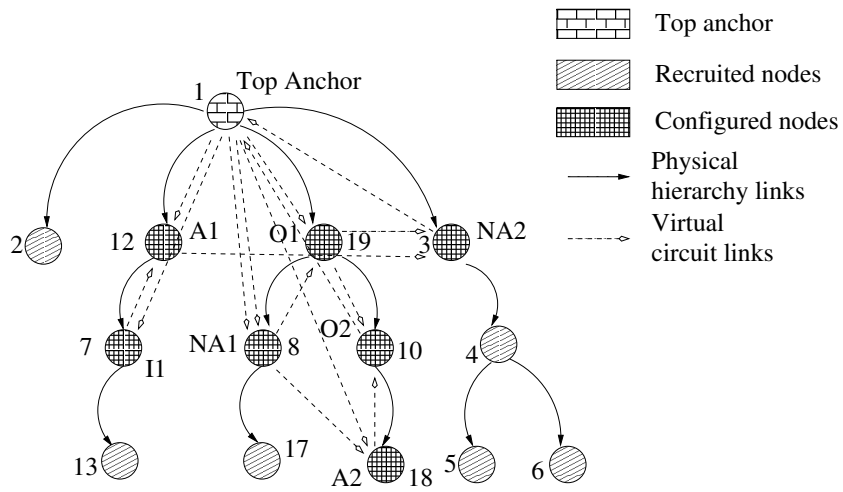 Top anchor
Recruited nodes
Configured nodes
Physical
hierarchy links
Virtual
circuit links
Top Anchor
1
2
12
A1
O1
19
3
NA2
7
I1
NA1
8
O2
10
4
13
17
A2
18
5
6